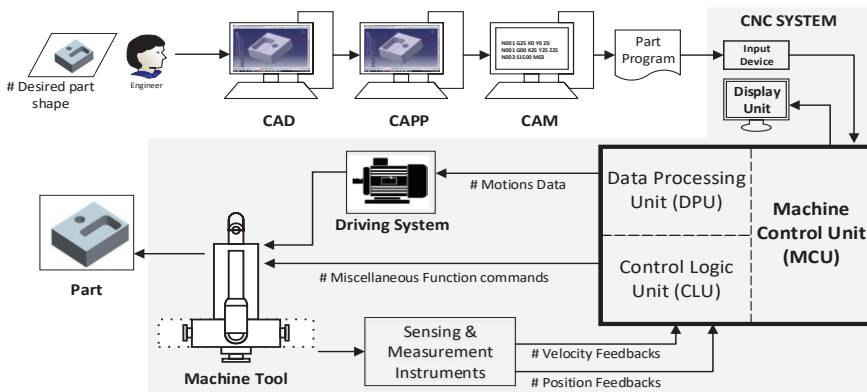 CNC SYSTEM
# Desired part
shape
Engineer
CAD
CAPP
N001 G25 X0 Y0 Z0
N001 G00 X25 Y25 Z25
N003 S1500 M03
CAM
Part
Program
Input
Device
Display
Unit
Part
Machine Tool
Driving System
# Motions Data
# Miscellaneous Function commands
Sensing &
Measurement
Instruments
# Velocity Feedbacks
# Position Feedbacks
Data Processing
Unit (DPU)
Control Logic
Unit (CLU)
Machine
Control Unit
(MCU)